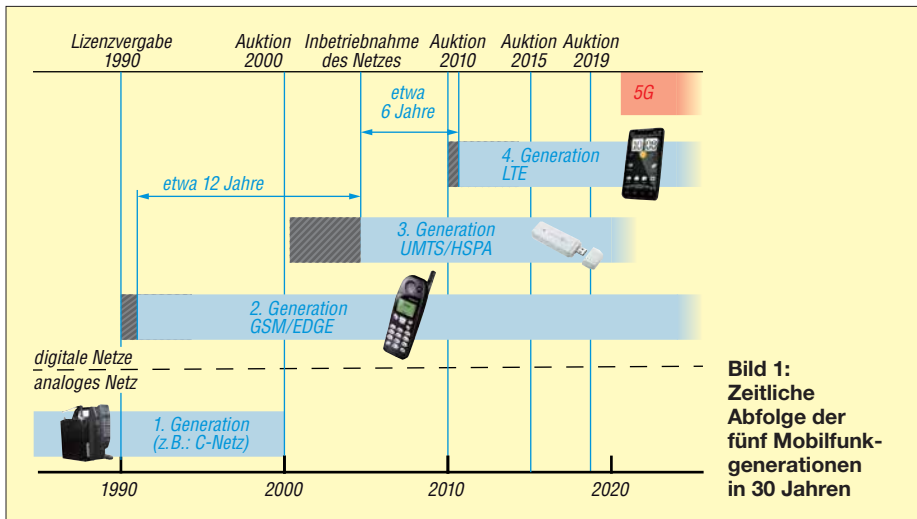 Lizenzvergabe
1990
Auktion
2000
Inbetriebnahme
des Netzes
Auktion
2010
Auktion
2015
Auktion
2019
etwa
6 Jahre
5G
4. Generation
LTE
etwa 12 Jahre
3. Generation
UMTS/HSPA
2. Generation
GSM/EDGE
digitale Netze
analoges Netz
1. Generation
(z.B.: C-Netz)
1990 2000 2010 2020
Bild 1:
Zeitliche
Abfolge der
fünf Mobilfunk-
generationen
in 30 Jahren